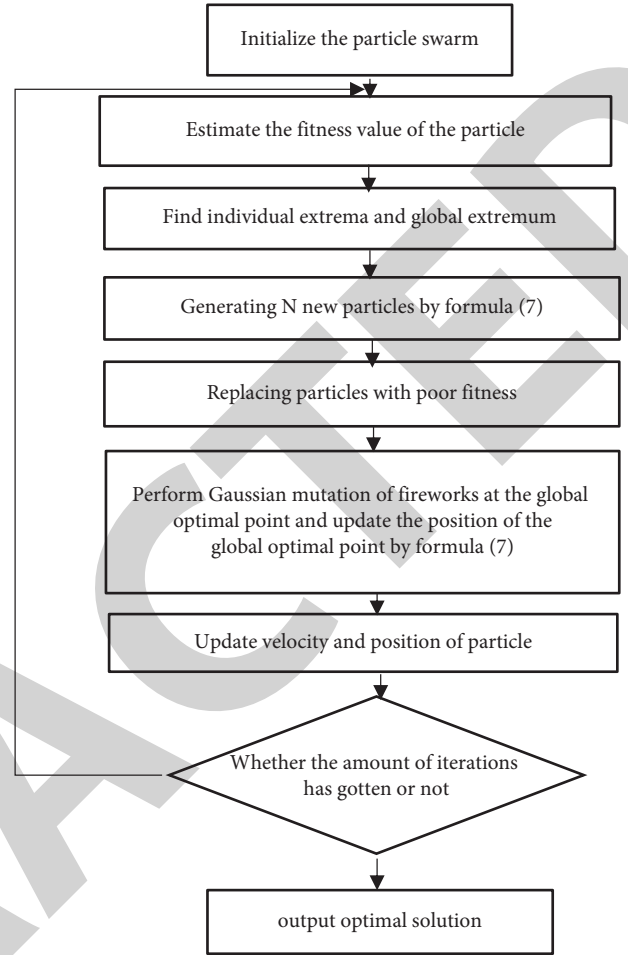 Initialize the particle swarm
Estimate the fitness value of the particle
Find individual extrema and global extremum
Generating N new particles by formula (7)
Replacing particles with poor fitness
Perform Gaussian mutation of fireworks at the global
optimal point and update the position of the
global optimal point by formula (7)
Update velocity and position of particle
Whether the amount of iterations
has gotten or not
output optimal solution
ACTED